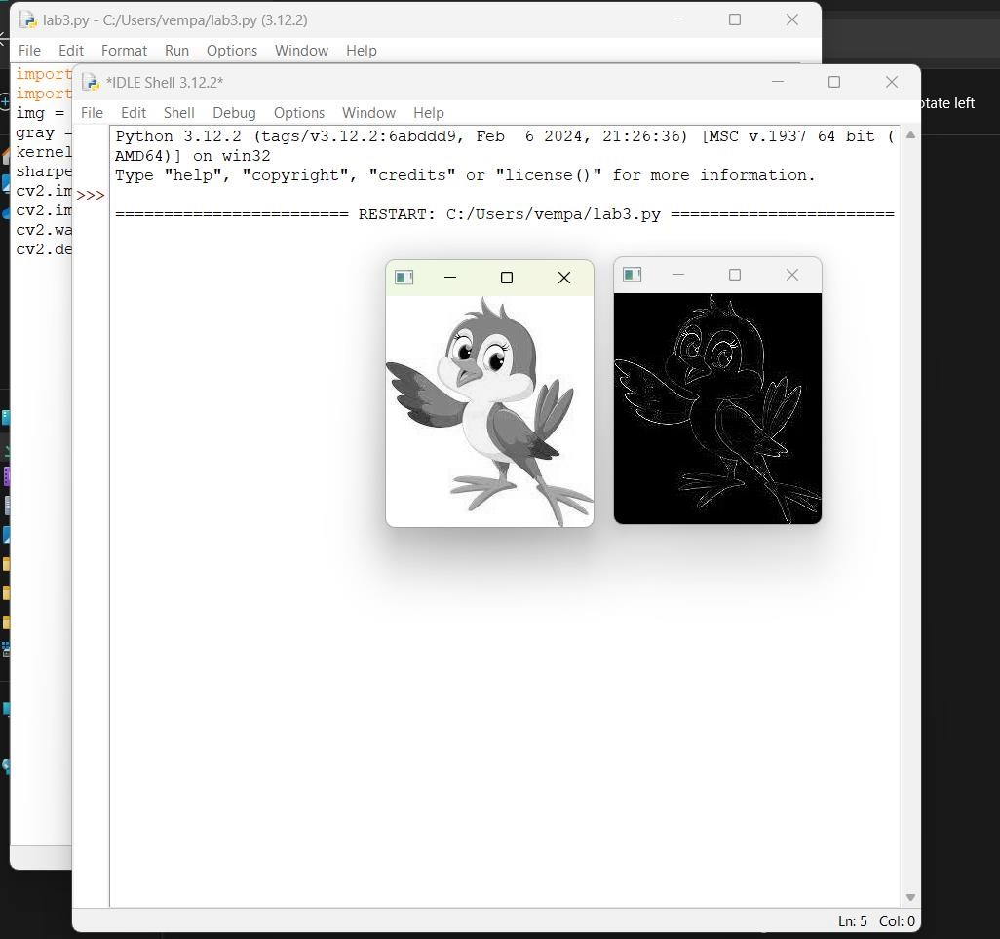 lab3.py - C:/Users/vempa/lab3.py (3.12.2)
File Edit Format Run Options Window Help
import
import
img =
gray =
kernel
sharpe
cv2.im
cv2.im
cv2.wa
cv2.de
*IDLE Shell 3.12.2*
otate left
File Edit Shell Debug Options Window Help
Python 3.12.2 (tags/v3.12.2:6abddd9, Feb  6 2024, 21:26:36) [MSC v.1937 64 bit (
AMD64)] on win32
Type "help", "copyright", "credits" or "license()" for more information.
>>>
======================== RESTART: C:/Users/vempa/lab3.py =======================
Ln: 5 Col: 0